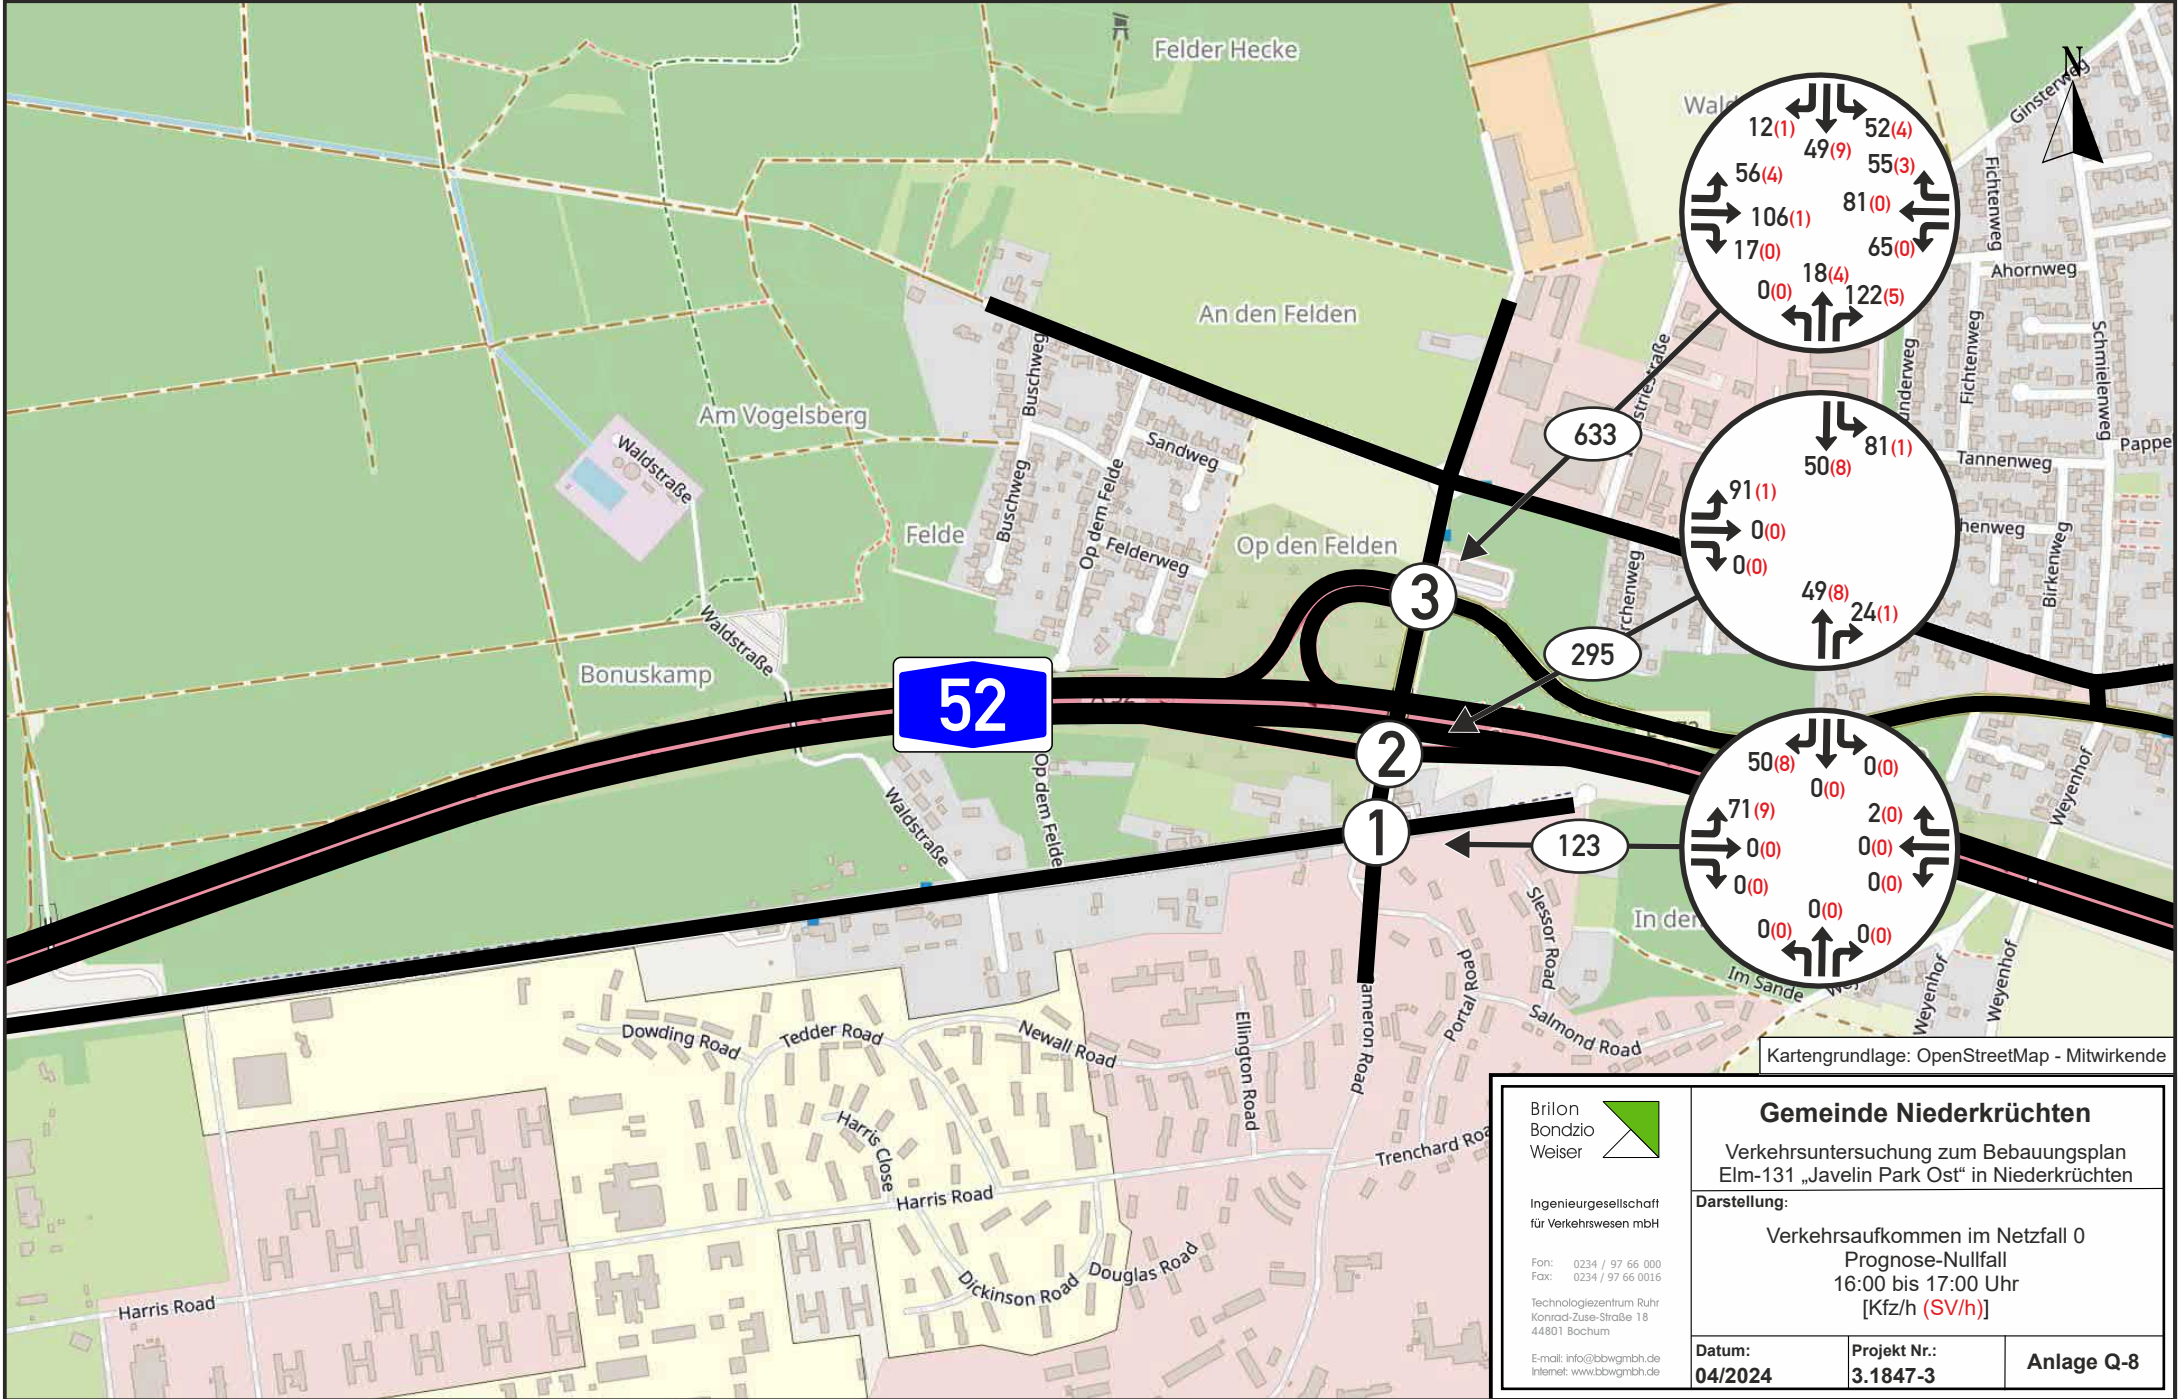 Felder Hecke
N
Ginsterweg
12(1)
52(4)
49(9)
55(3)
56(4)
81(0)
106(1)
17(0)
65(0)
18(4)
0(0)
122(5)
Fichtenweg
Ahornweg
An den Felden
Buschweg
Fichtenweg
Schmielenweg
Am Vogelsberg
Waldstraße
Sandweg
633
81(1)
50(8)
Tannenweg
Pappe
91(1)
0(0)
0(0)
49(8)
24(1)
Felde
Buschweg
Op dem Felde
Felderweg
Op den Felden
henweg
Birkenweg
3
rchenweg
Waldstraße
Bonuskamp
295
52
2
Op dem Felde
Waldstraße
1
123
50(8)
0(0)
0(0)
71(9)
2(0)
0(0)
0(0)
0(0)
0(0)
0(0)
0(0)
0(0)
Weyenhof
In den
Im Sande
Weyenhof
Weyenhof
Slessor Road
Portal Road
Salmond Road
ameron Road
Ellington Road
Newall Road
Tedder Road
Dowding Road
Harris Close
Harris Road
Trenchard Roa
Douglas Road
Dickinson Road
Harris Road
Kartengrundlage: OpenStreetMap - Mitwirkende
Brilon
Bondzio
Weiser
Ingenieurgesellschaft
für Verkehrswesen mbH
Fon: 0234 / 97 66 000
Fax: 0234 / 97 66 0016
Technologiezentrum Ruhr
Konrad-Zuse-Straße 18
44801 Bochum
E-mail: info@bbwgmbh.de
Internet: www.bbwgmbh.de
Gemeinde Niederkrüchten
Verkehrsuntersuchung zum Bebauungsplan
Elm-131 „Javelin Park Ost“ in Niederkrüchten
Darstellung:
Verkehrsaufkommen im Netzfall 0
Prognose-Nullfall
16:00 bis 17:00 Uhr
[Kfz/h (SV/h)]
Datum:
04/2024
Projekt Nr.:
3.1847-3
Anlage Q-8